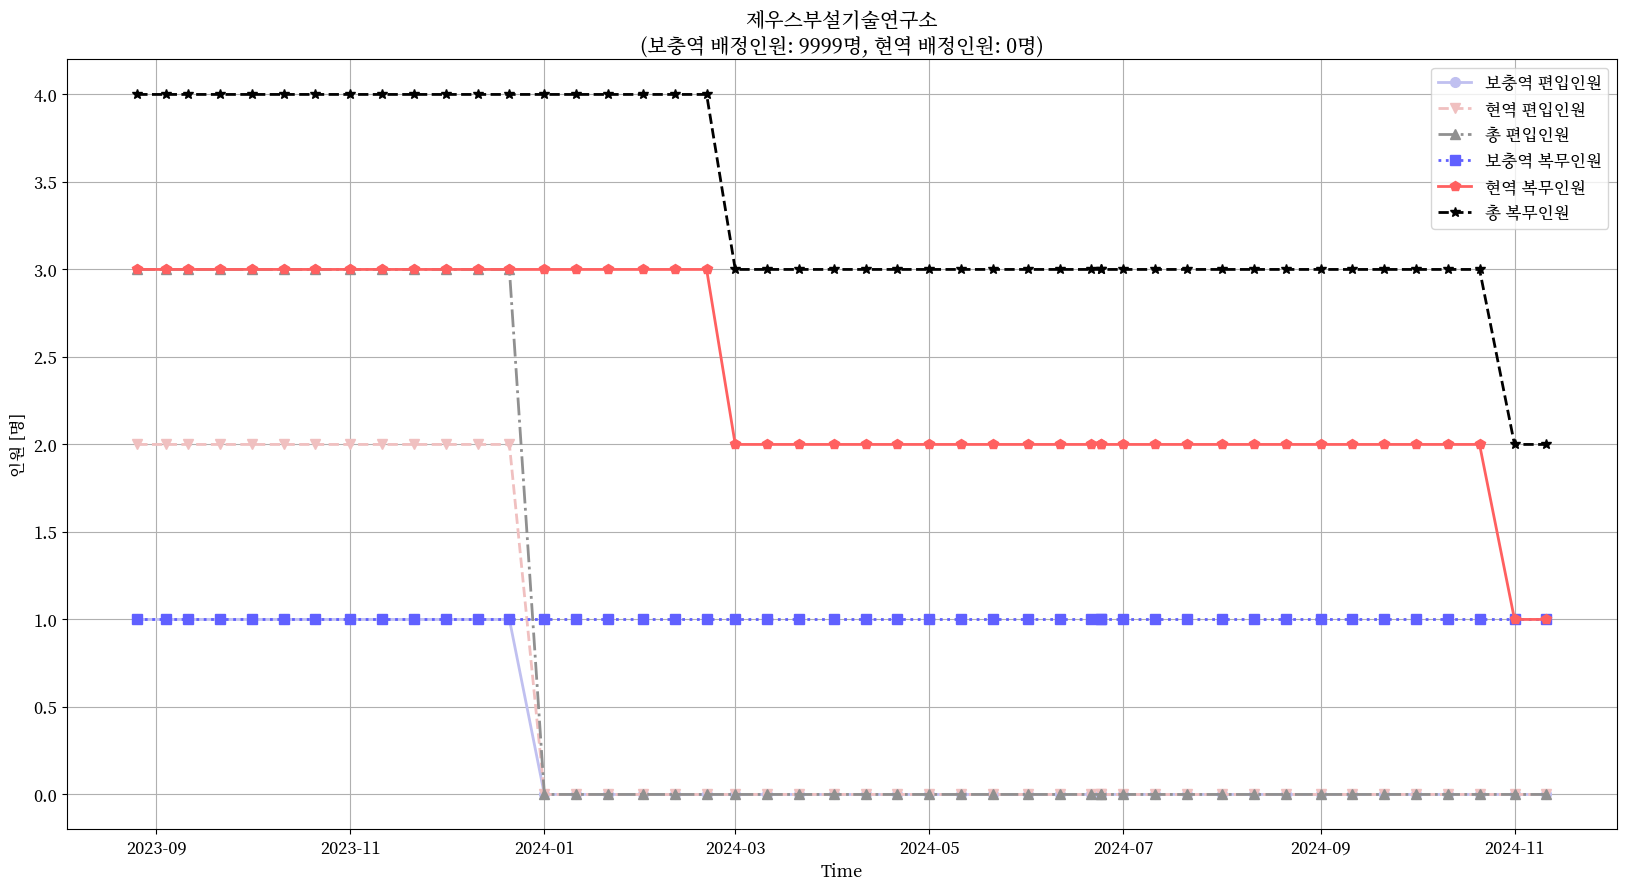 제우스부설기술연구소
(보충역 배정인원: 9999명, 현역 배정인원: 0명)
보충역 편입인원
현역 편입인원
총 편입인원
보충역 복무인원
현역 복무인원
총 복무인원
4.0
3.5
3.0
2.5
2.0
1.5
1.0
0.5
0.0
인원 [명]
2023-09 2023-11 2024-01 2024-03 2024-05 2024-07 2024-09 2024-11
Time